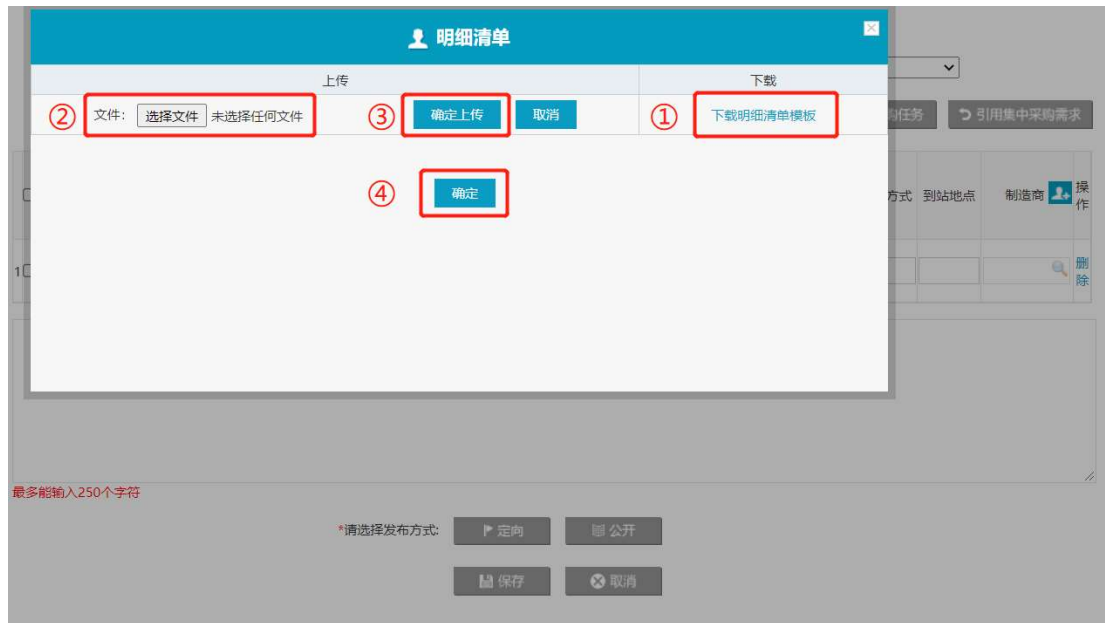 明细清单
上传 下载
② 文件: 选择文件 未选择任何文件 ③ 确定上传 取消 ① 下载明细清单模板
任务 引用集中采购需求
④ 确定
方式 到站地点 制造商 操作
1 删除
最多能输入250个字符
*请选择发布方式: 定向 公开
保存 取消